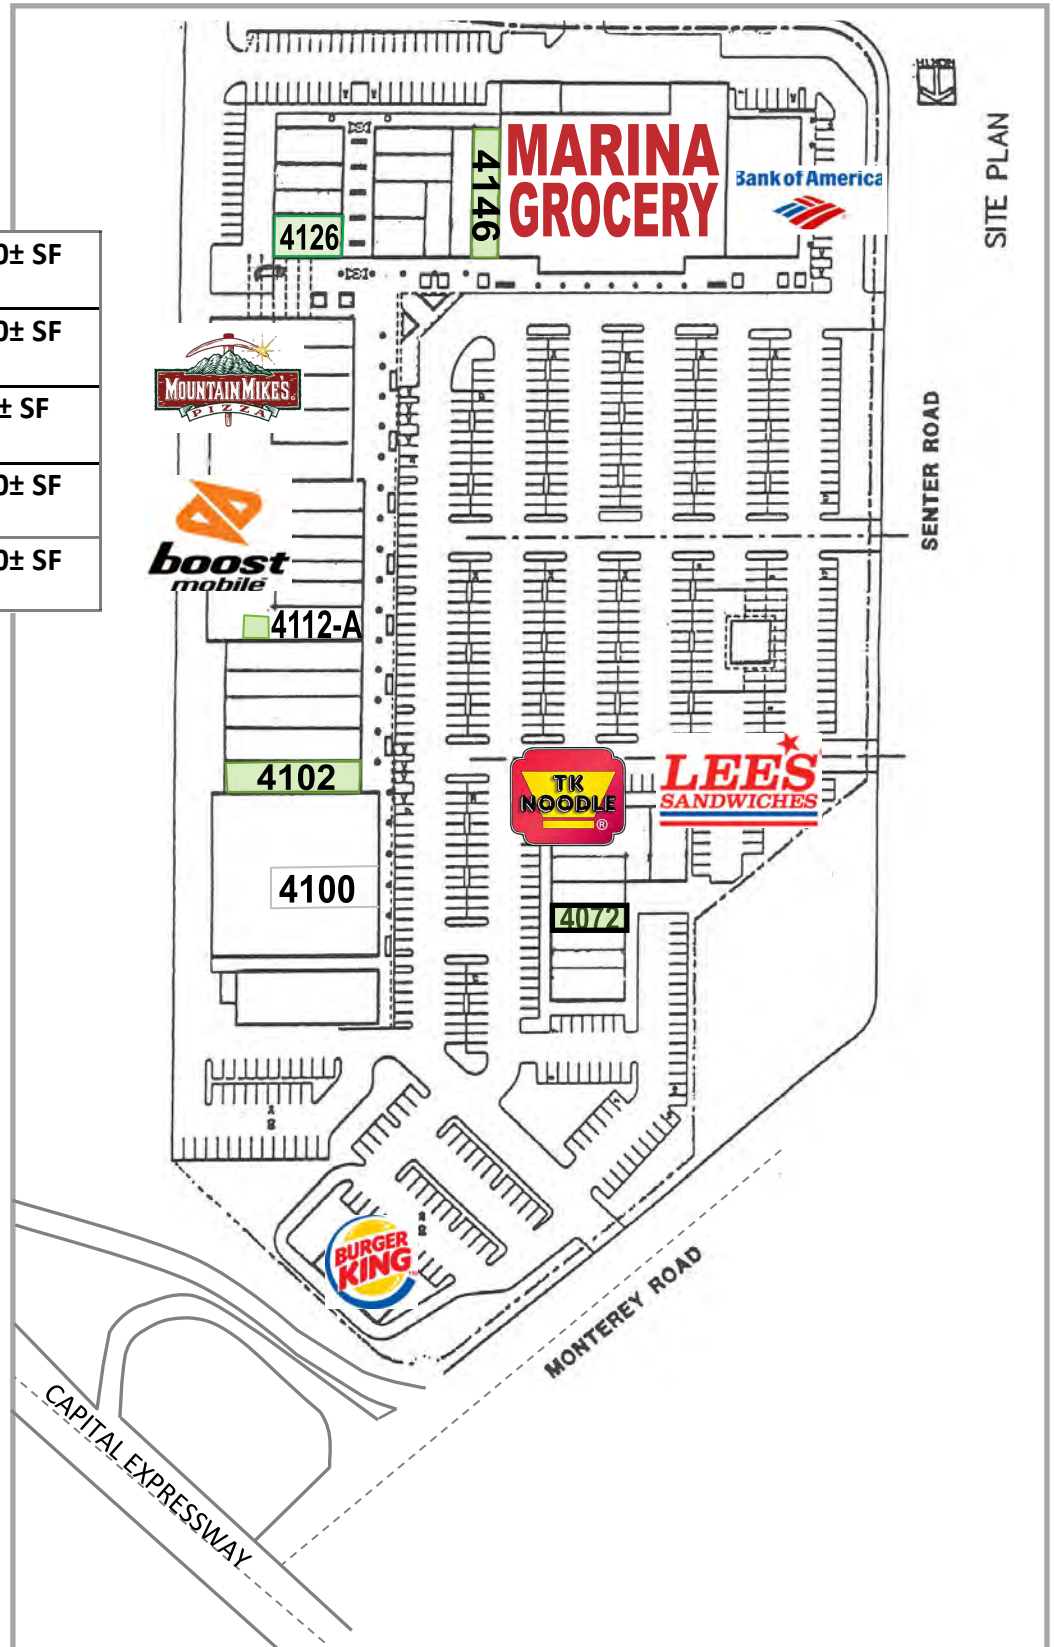 SITE PLAN
MARINA
GROCERY
4146
Bank of America
4126
0± SF
0± SF
± SF
0± SF
0± SF
MOUNTAIN MIKE'S
PIZZA
SENTER ROAD
boost
mobile
4112-A
4102
TK
NOODLE
®
LEE'S
SANDWICHES
4100
4072
BURGER
KING
MONTEREY ROAD
CAPITAL EXPRESSWAY